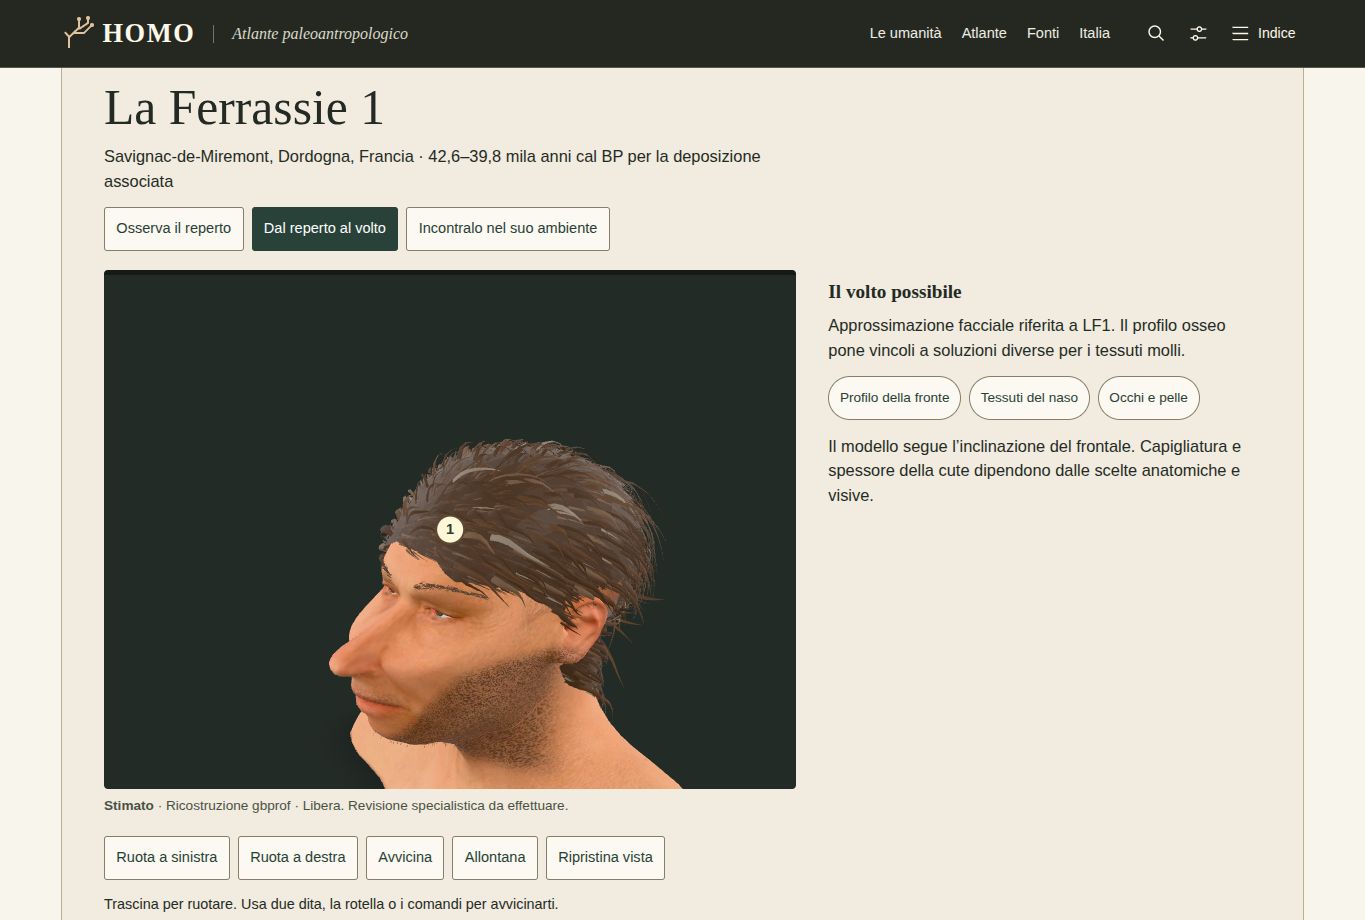 HOMO
Atlante paleoantropologico
Le umanità
Atlante
Fonti
Italia
Indice
La Ferrassie 1
Savignac-de-Miremont, Dordogna, Francia · 42,6–39,8 mila anni cal BP per la deposizione
associata
Osserva il reperto
Dal reperto al volto
Incontralo nel suo ambiente
1
Stimato · Ricostruzione gbprof · Libera. Revisione specialistica da effettuare.
Ruota a sinistra
Ruota a destra
Avvicina
Allontana
Ripristina vista
Trascina per ruotare. Usa due dita, la rotella o i comandi per avvicinarti.
Il volto possibile
Approssimazione facciale riferita a LF1. Il profilo osseo
pone vincoli a soluzioni diverse per i tessuti molli.
Profilo della fronte
Tessuti del naso
Occhi e pelle
Il modello segue l’inclinazione del frontale. Capigliatura e
spessore della cute dipendono dalle scelte anatomiche e
visive.